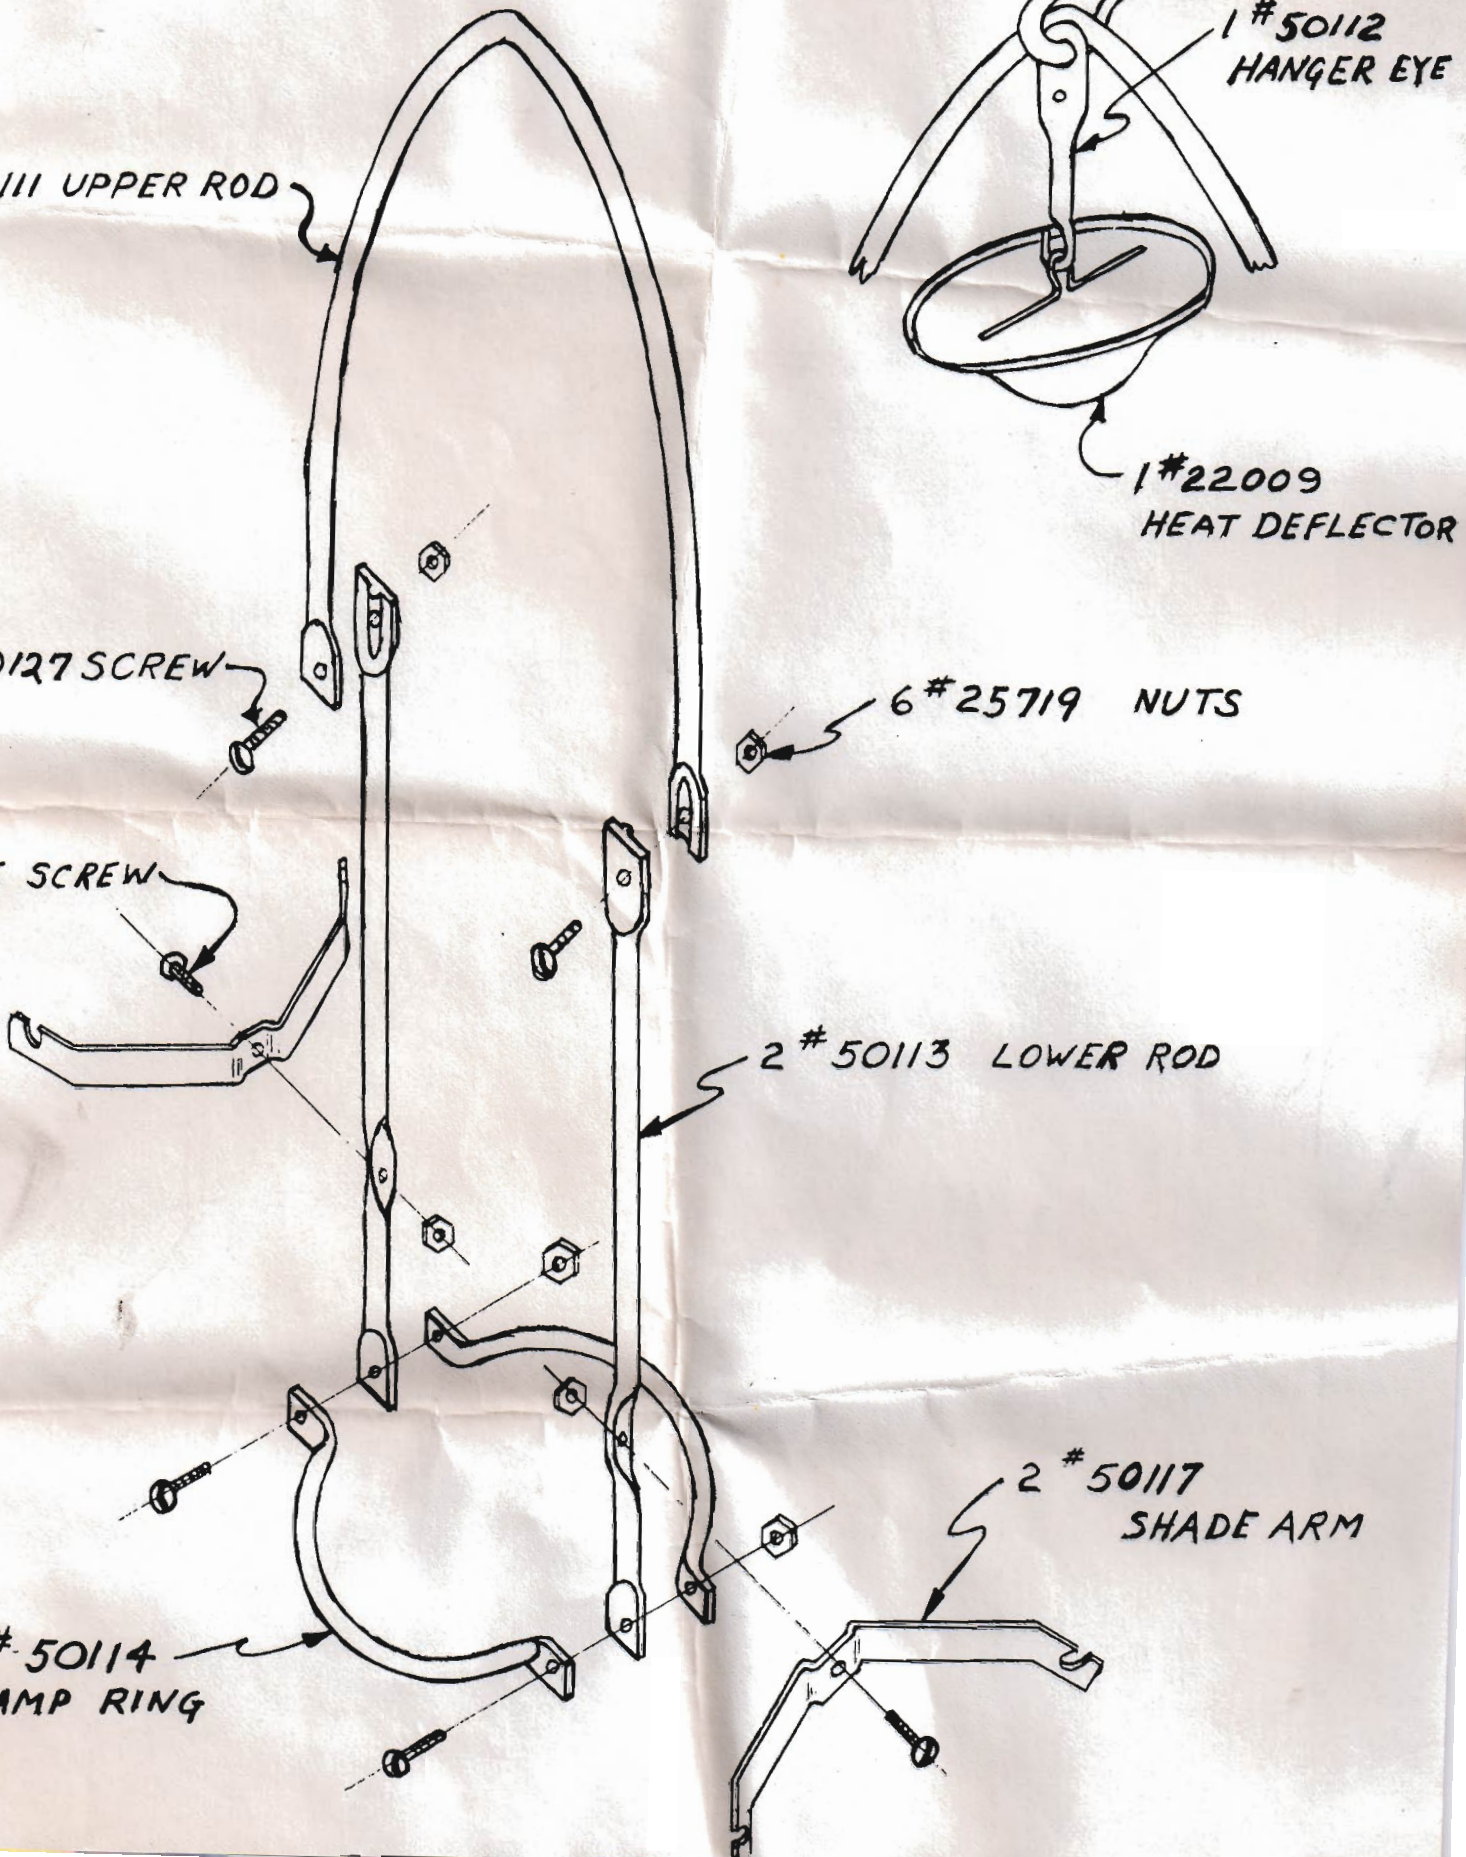 1 #50112
HANGER EYE
111 UPPER ROD
1 #22009
HEAT DEFLECTOR
0127 SCREW
6 #25719 NUTS
SCREW
2 #50113 LOWER ROD
2 #50117
SHADE ARM
# 50114
AMP RING